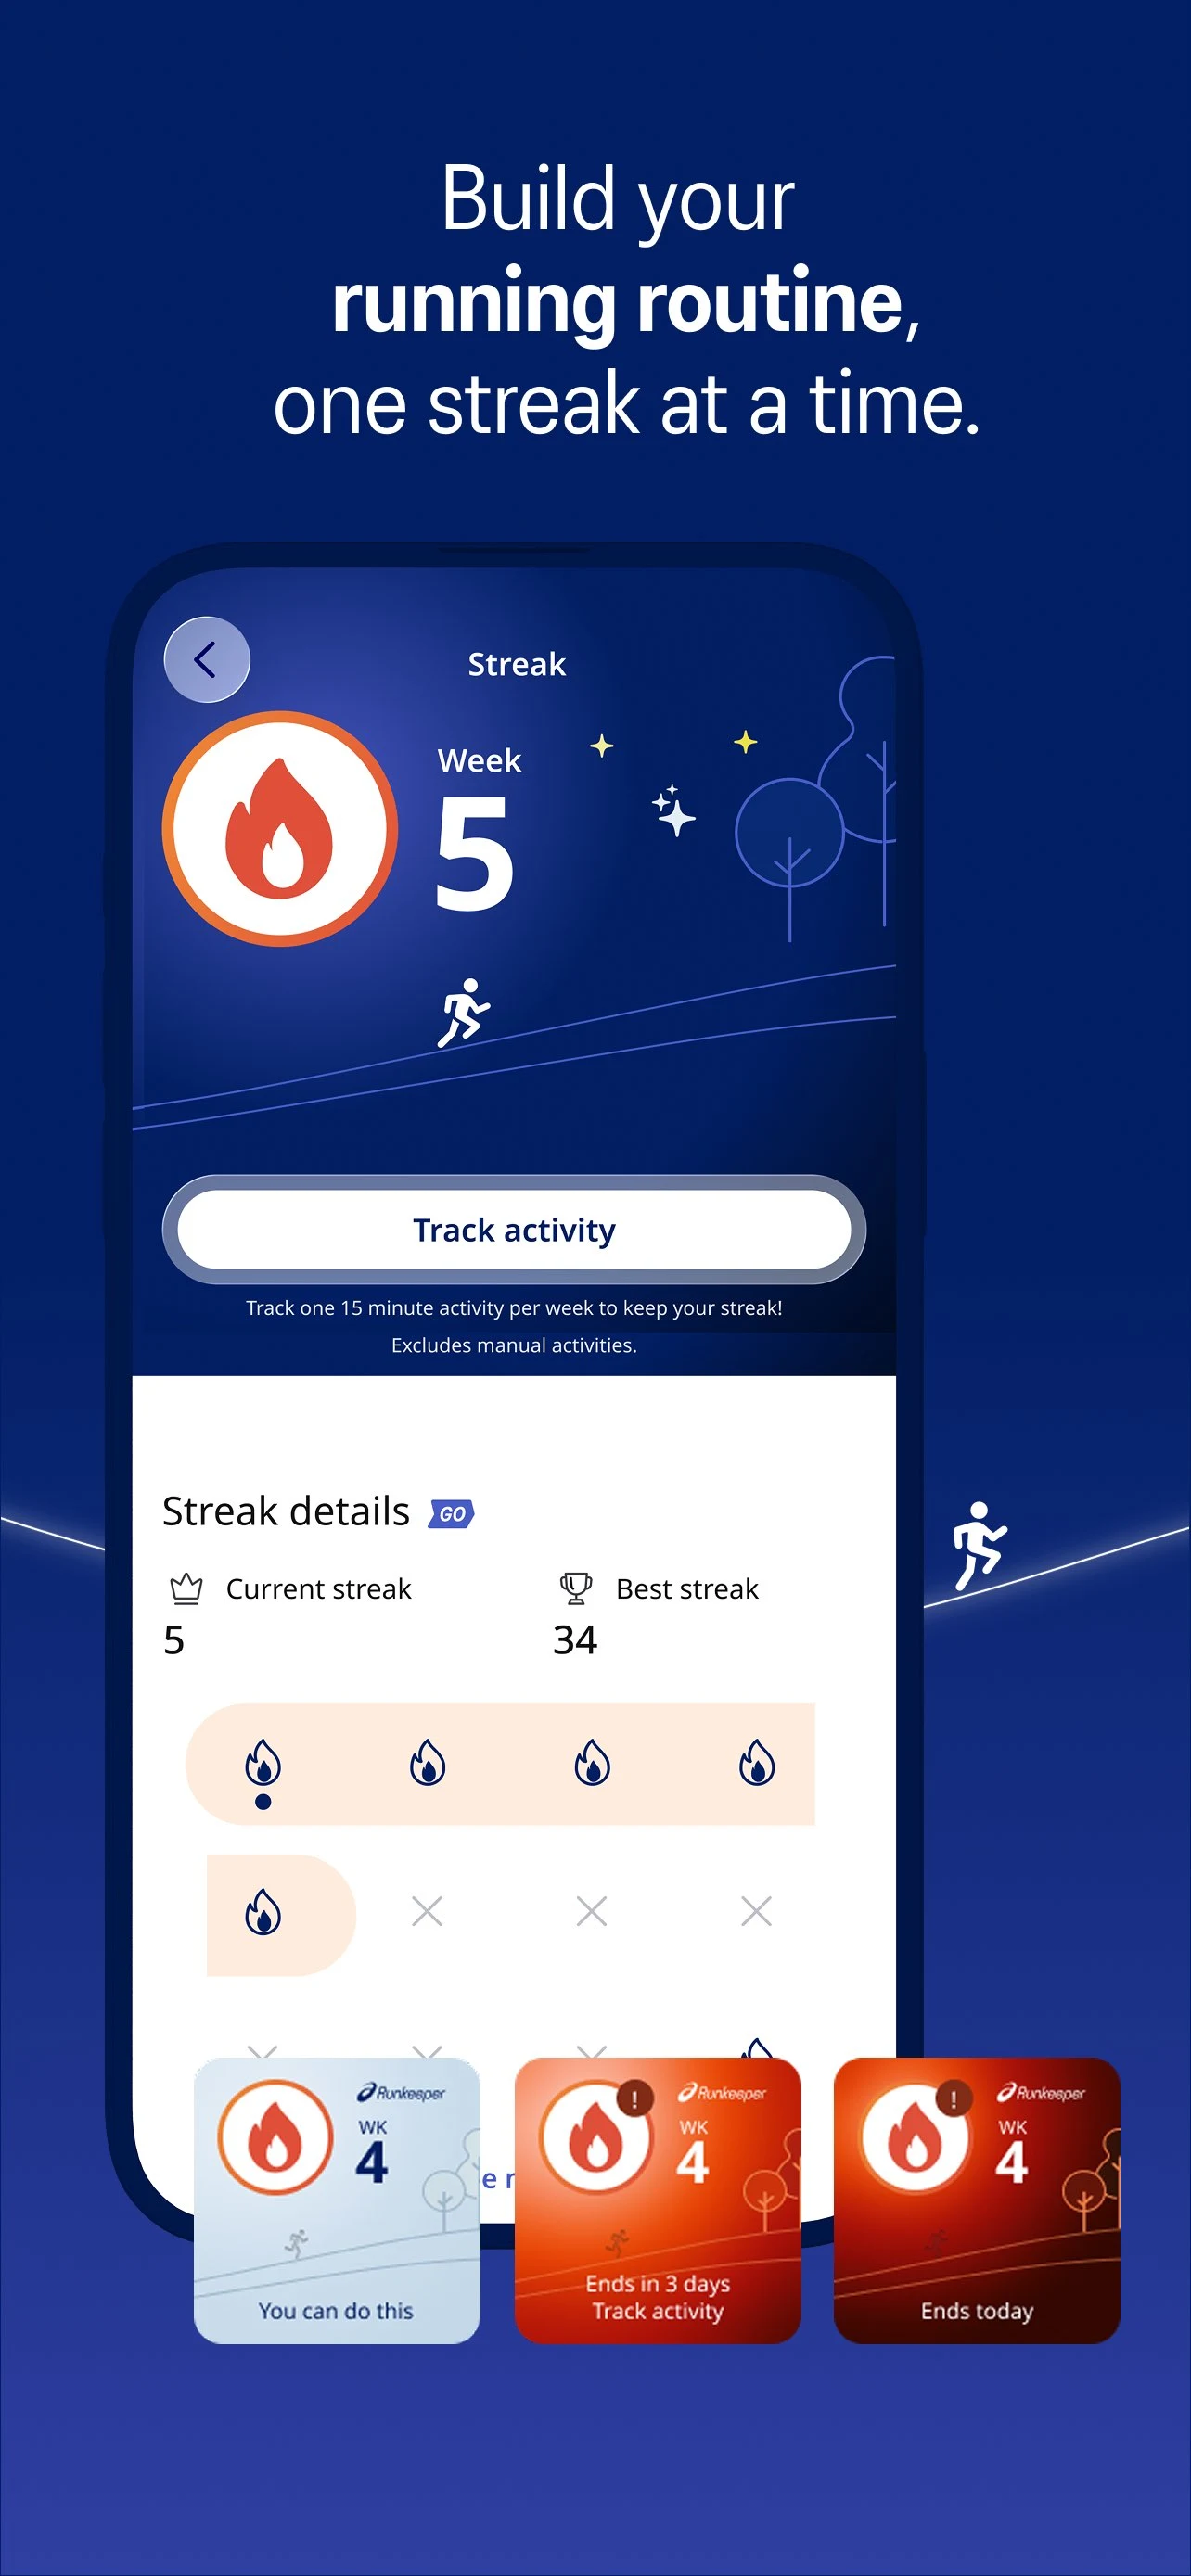 Build your
running routine,
one streak at a time.
Streak
Week
5
Track activity
Track one 15 minute activity per week to keep your streak!
Excludes manual activities.
Streak details GO
Current streak
5
Best streak
34
Runkeeper
WK
4
You can do this
Runkeeper
WK
4
Ends in 3 days
Track activity
Runkeeper
WK
4
Ends today